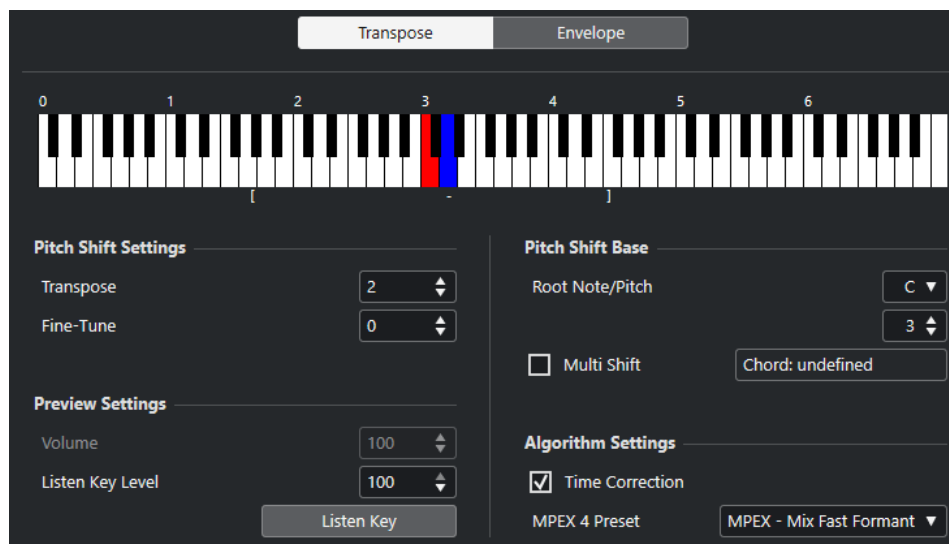 Transpose Envelope
0 1 2 3 4 5 6
[ - ]
Pitch Shift Settings
Transpose 2
Fine-Tune 0
Preview Settings
Volume 100
Listen Key Level 100
Listen Key
Pitch Shift Base
Root Note/Pitch C
3
Multi Shift Chord: undefined
Algorithm Settings
Time Correction
MPEX 4 Preset MPEX - Mix Fast Formant